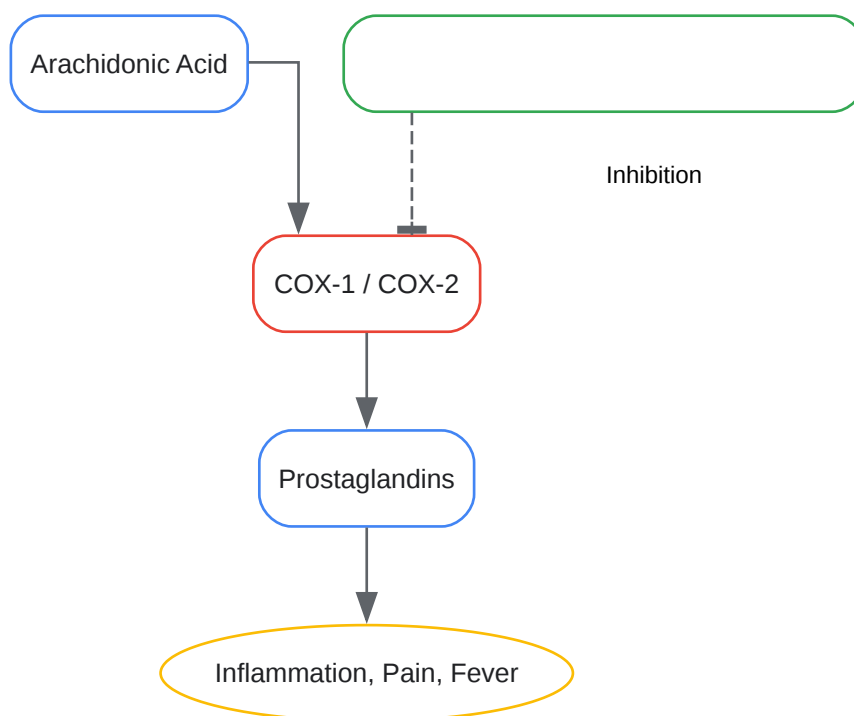 Arachidonic Acid
Inhibition
COX-1 / COX-2
Prostaglandins
Inflammation, Pain, Fever